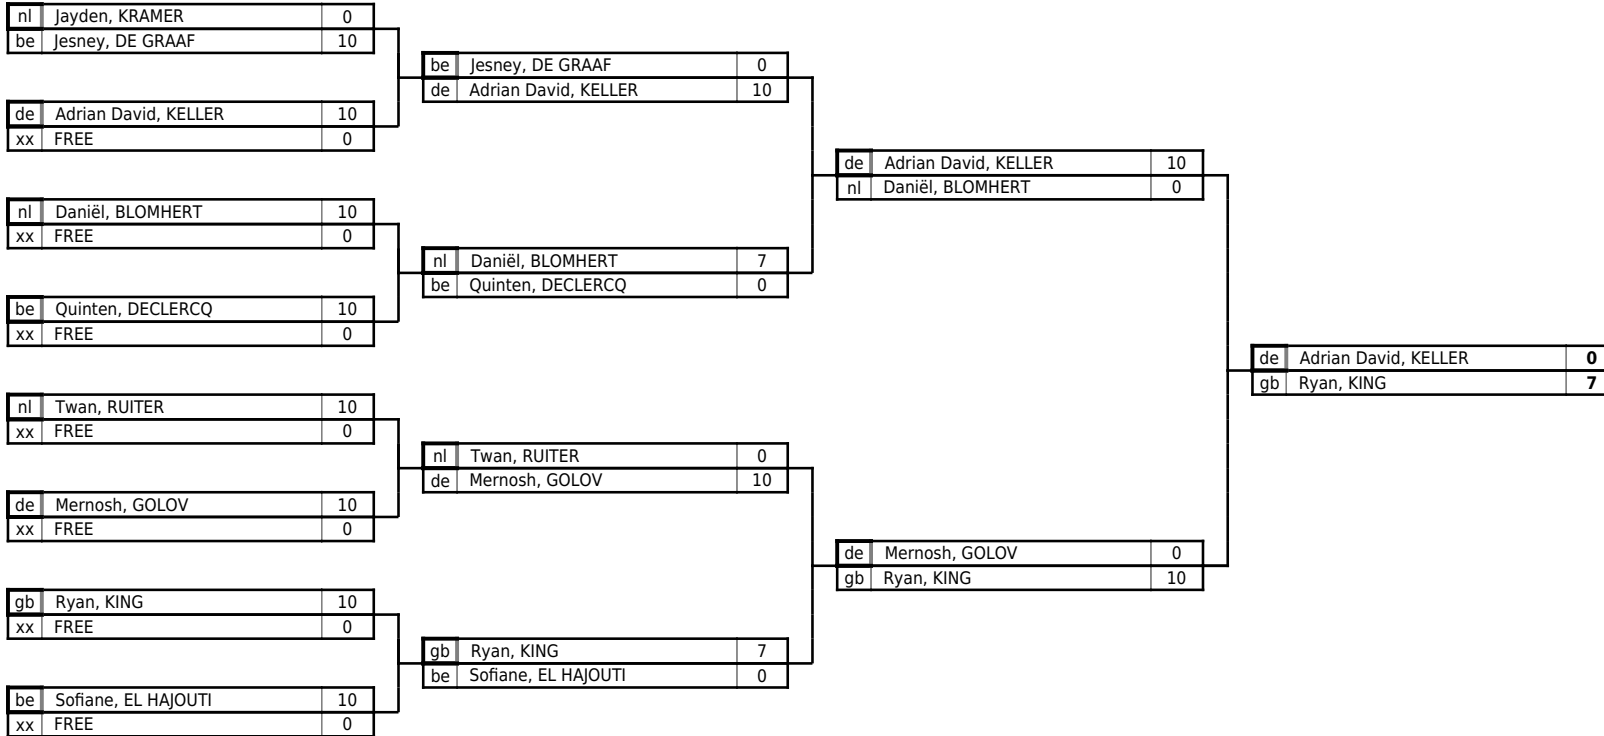 nl Jayden, KRAMER 0
be Jesney, DE GRAAF 10
de Adrian David, KELLER 10
xx FREE 0
nl Daniël, BLOMHERT 10
xx FREE 0
be Quinten, DECLERCQ 10
xx FREE 0
nl Twan, RUITER 10
xx FREE 0
de Mernosh, GOLOV 10
xx FREE 0
gb Ryan, KING 10
xx FREE 0
be Sofiane, EL HAJOUTI 10
xx FREE 0
be Jesney, DE GRAAF 0
de Adrian David, KELLER 10
nl Daniël, BLOMHERT 7
be Quinten, DECLERCQ 0
nl Twan, RUITER 0
de Mernosh, GOLOV 10
gb Ryan, KING 7
be Sofiane, EL HAJOUTI 0
de Adrian David, KELLER 10
nl Daniël, BLOMHERT 0
de Mernosh, GOLOV 0
gb Ryan, KING 10
de Adrian David, KELLER 0
gb Ryan, KING 7